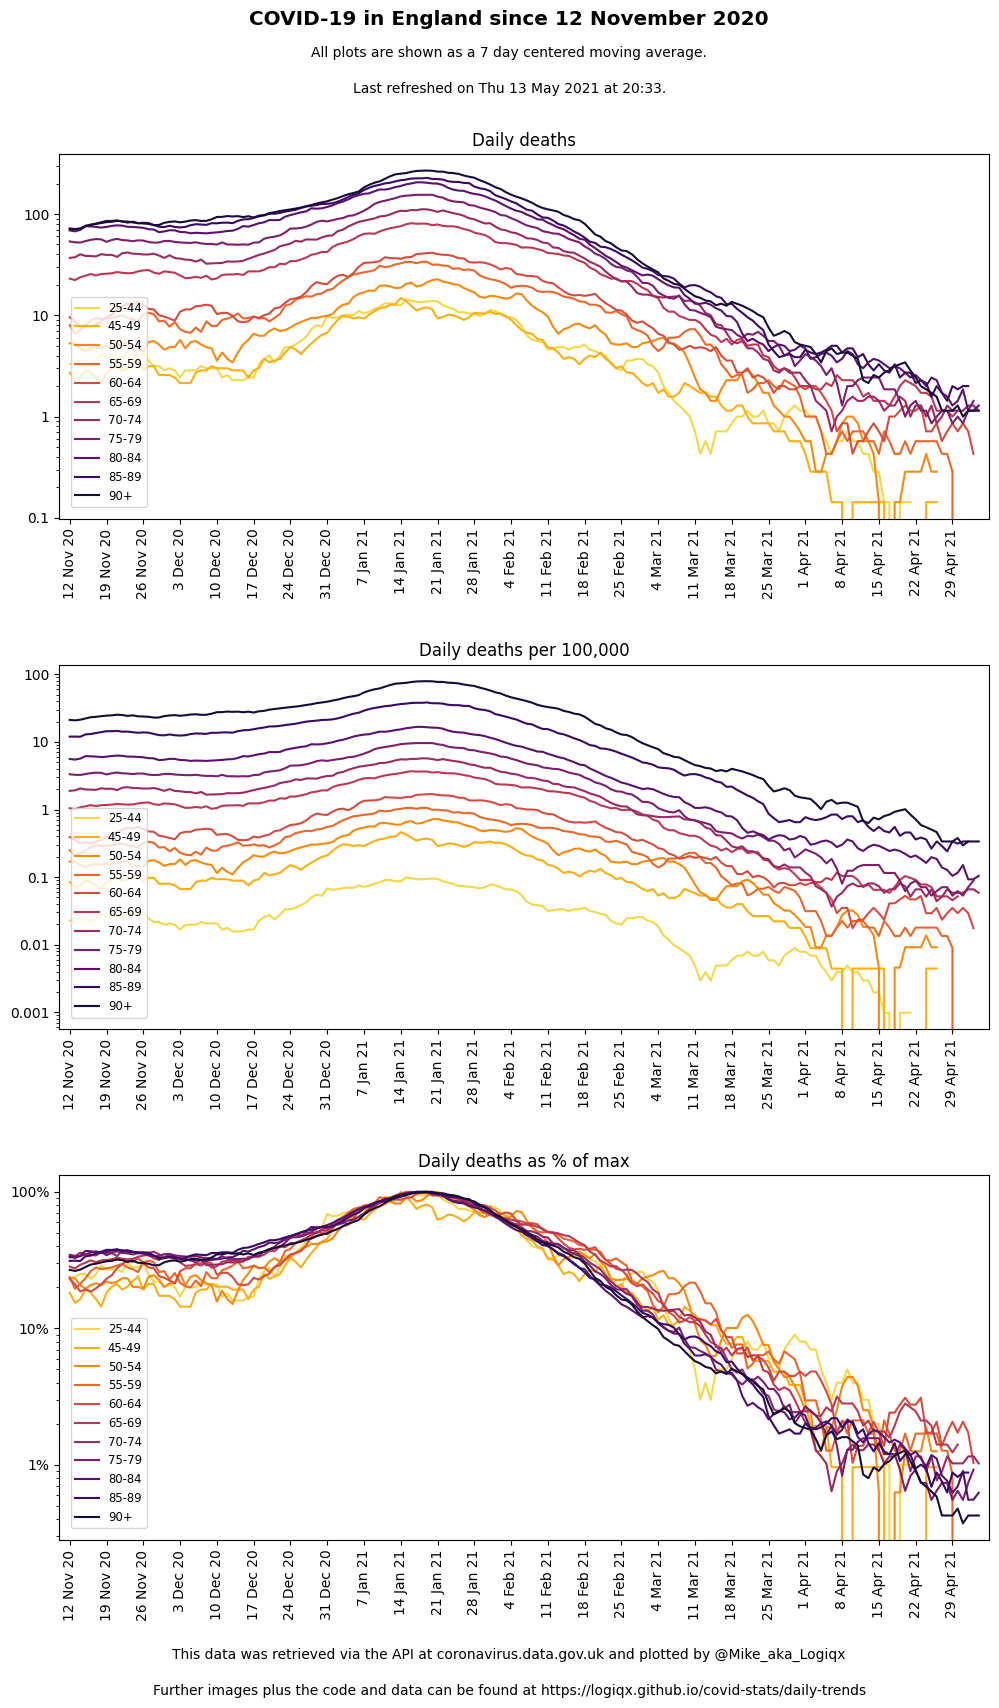 COVID-19 in England since 12 November 2020
All plots are shown as a 7 day centered moving average.
Last refreshed on Thu 13 May 2021 at 20:33.
Daily deaths
100
10
1
0.1
25-44
45-49
50-54
55-59
60-64
65-69
70-74
75-79
80-84
85-89
90+
12 Nov 20
19 Nov 20
26 Nov 20
3 Dec 20
10 Dec 20
17 Dec 20
24 Dec 20
31 Dec 20
7 Jan 21
14 Jan 21
21 Jan 21
28 Jan 21
4 Feb 21
11 Feb 21
18 Feb 21
25 Feb 21
4 Mar 21
11 Mar 21
18 Mar 21
25 Mar 21
1 Apr 21
8 Apr 21
15 Apr 21
22 Apr 21
29 Apr 21
Daily deaths per 100,000
100
10
1
0.1
0.01
0.001
25-44
45-49
50-54
55-59
60-64
65-69
70-74
75-79
80-84
85-89
90+
12 Nov 20
19 Nov 20
26 Nov 20
3 Dec 20
10 Dec 20
17 Dec 20
24 Dec 20
31 Dec 20
7 Jan 21
14 Jan 21
21 Jan 21
28 Jan 21
4 Feb 21
11 Feb 21
18 Feb 21
25 Feb 21
4 Mar 21
11 Mar 21
18 Mar 21
25 Mar 21
1 Apr 21
8 Apr 21
15 Apr 21
22 Apr 21
29 Apr 21
Daily deaths as % of max
100%
10%
1%
25-44
45-49
50-54
55-59
60-64
65-69
70-74
75-79
80-84
85-89
90+
12 Nov 20
19 Nov 20
26 Nov 20
3 Dec 20
10 Dec 20
17 Dec 20
24 Dec 20
31 Dec 20
7 Jan 21
14 Jan 21
21 Jan 21
28 Jan 21
4 Feb 21
11 Feb 21
18 Feb 21
25 Feb 21
4 Mar 21
11 Mar 21
18 Mar 21
25 Mar 21
1 Apr 21
8 Apr 21
15 Apr 21
22 Apr 21
29 Apr 21
This data was retrieved via the API at coronavirus.data.gov.uk and plotted by @Mike_aka_Logiqx
Further images plus the code and data can be found at https://logiqx.github.io/covid-stats/daily-trends